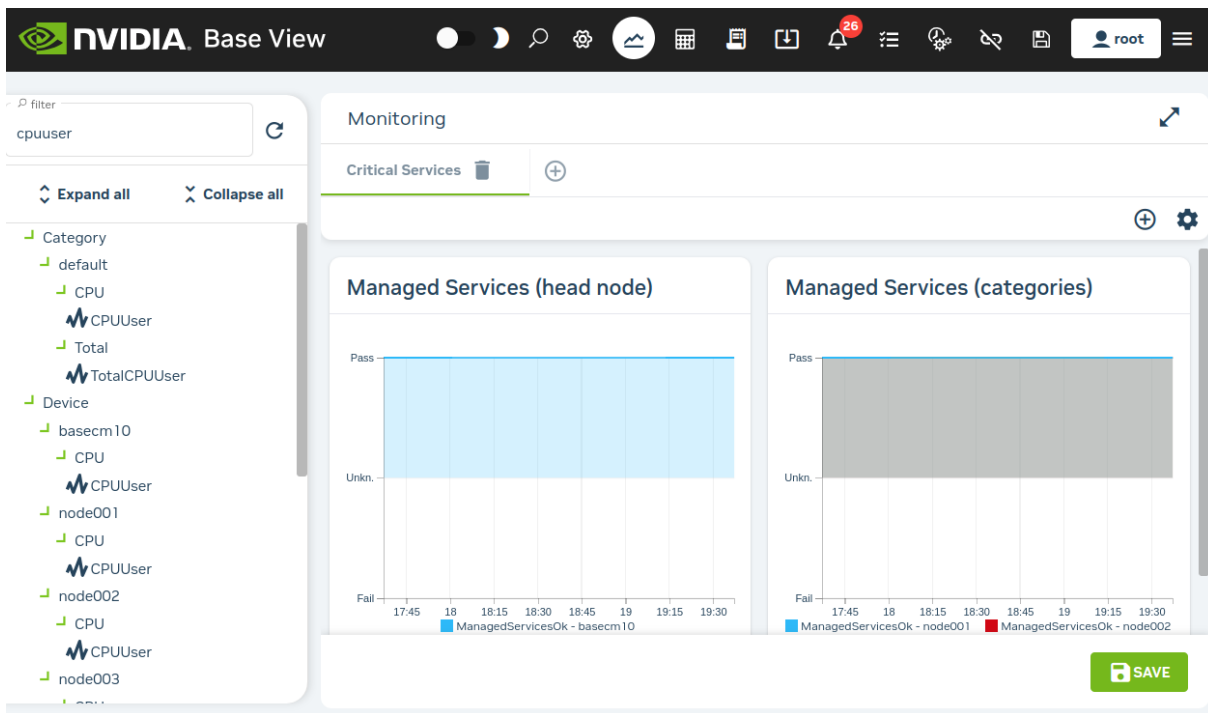 NVIDIA. Base View
26
root
filter
cpuuser
Expand all
Collapse all
Category
default
CPU
CPUUser
Total
TotalCPUUser
Device
basecm10
CPU
CPUUser
node001
CPU
CPUUser
node002
CPU
CPUUser
node003
Monitoring
Critical Services
Managed Services (head node)
Pass
Unkn.
Fail
17:45 18 18:15 18:30 18:45 19 19:15 19:30
ManagedServicesOk - basecm10
Managed Services (categories)
Pass
Unkn.
Fail
17:45 18 18:15 18:30 18:45 19 19:15 19:30
ManagedServicesOk - node001 ManagedServicesOk - node002
SAVE